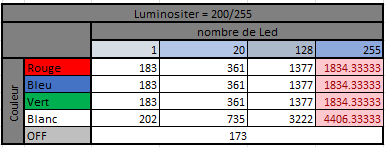 Luminositer = 200/255
nombre de Led
1 20 128 255
Couleur
Rouge 183 361 1377 1834.33333
Bleu 183 361 1377 1834.33333
Vert 183 361 1377 1834.33333
Blanc 202 735 3222 4406.33333
OFF 173